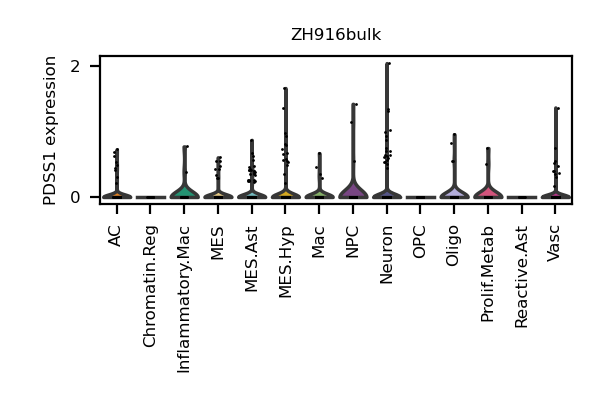 ZH916bulk
PDSS1 expression
2
0
AC
Chromatin.Reg
Inflammatory.Mac
MES
MES.Ast
MES.Hyp
Mac
NPC
Neuron
OPC
Oligo
Prolif.Metab
Reactive.Ast
Vasc